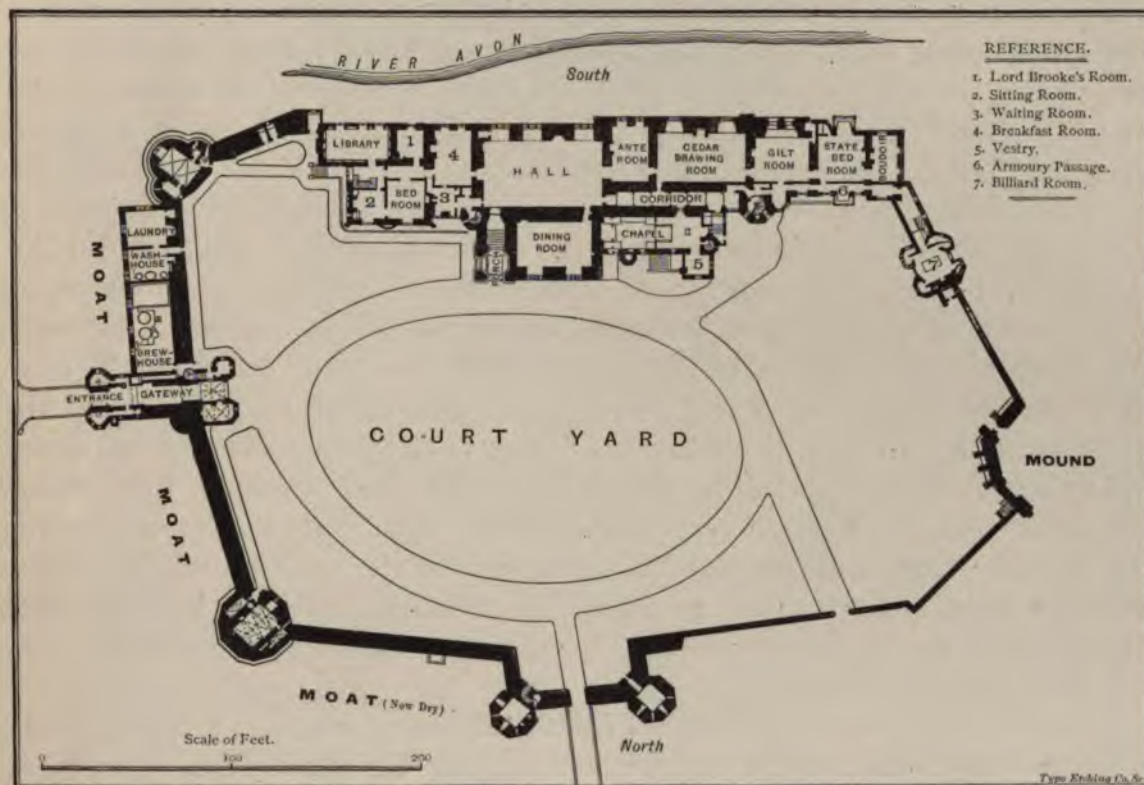 RIVER AVON
South
REFERENCE.
1. Lord Brooke's Room.
2. Sitting Room.
3. Waiting Room.
4. Breakfast Room.
5. Vestry.
6. Armoury Passage.
7. Billiard Room.
LIBRARY
1
4
HALL
ANTE
ROOM
CEDAR
DRAWING
ROOM
GILT
ROOM
STATE
BED
ROOM
BOUDOIR
2
BED
ROOM
3
CORRIDOR
6
LAUNDRY
WASH
HOUSE
DINING
ROOM
CHAPEL
5
7
MOAT
BREW-
HOUSE
ENTRANCE
GATEWAY
COURT YARD
MOUND
MOAT
MOAT (Now Dry)
North
Scale of Feet.
0 100 200
Typo Etching Co. Sc